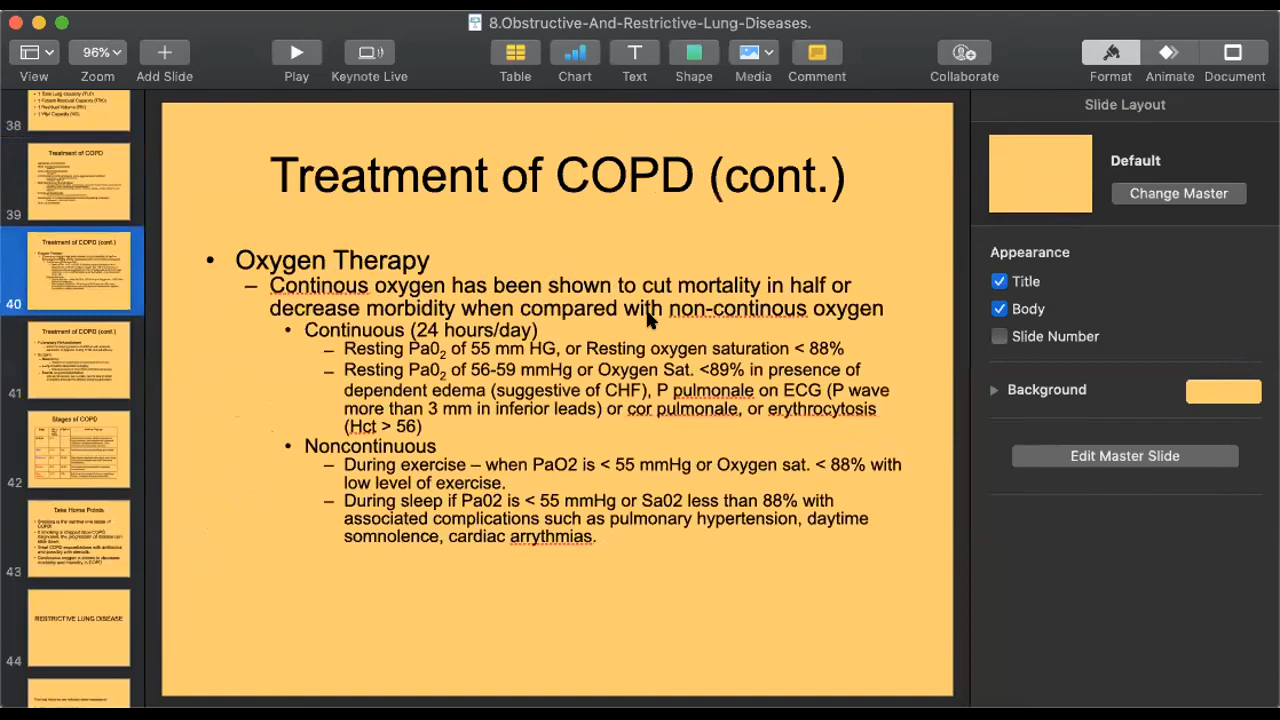 8.Obstructive-And-Restrictive-Lung-Diseases.
96%
View
Zoom
Add Slide
Play
Keynote Live
Table
Chart
Text
Shape
Media
Comment
Collaborate
Format
Animate
Document
38
39
Treatment of COPD
40
Treatment of COPD (cont.)
41
Treatment of COPD (cont.)
42
Stages of COPD
43
Take Home Points
44
RESTRICTIVE LUNG DISEASE
Treatment of COPD (cont.)
• Oxygen Therapy
– Continous oxygen has been shown to cut mortality in half or
decrease morbidity when compared with non-continous oxygen
• Continuous (24 hours/day)
– Resting Pa0₂ of 55 mm HG, or Resting oxygen saturation < 88%
– Resting Pa0₂ of 56-59 mmHg or Oxygen Sat. <89% in presence of
dependent edema (suggestive of CHF), P pulmonale on ECG (P wave
more than 3 mm in inferior leads) or cor pulmonale, or erythrocytosis
(Hct > 56)
• Noncontinuous
– During exercise – when PaO2 is < 55 mmHg or Oxygen sat. < 88% with
low level of exercise.
– During sleep if Pa02 is < 55 mmHg or Sa02 less than 88% with
associated complications such as pulmonary hypertension, daytime
somnolence, cardiac arrythmias.
Slide Layout
Default
Change Master
Appearance
Title
Body
Slide Number
Background
Edit Master Slide